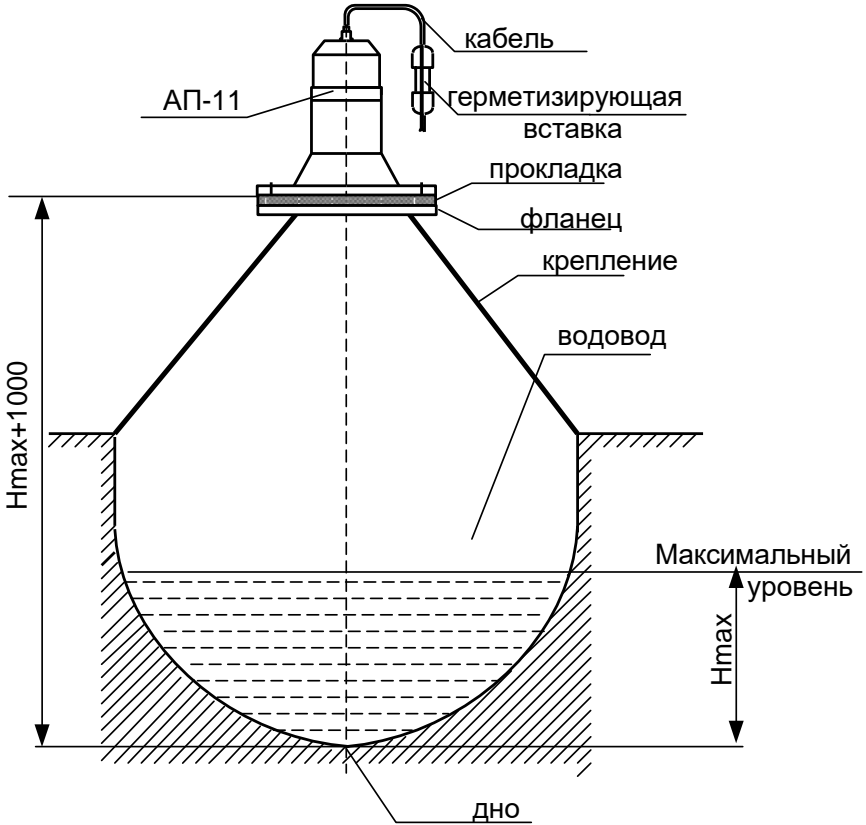 кабель
АП-11
герметизирующая
вставка
прокладка
фланец
крепление
водовод
Hmax+1000
Максимальный
уровень
Hmax
дно